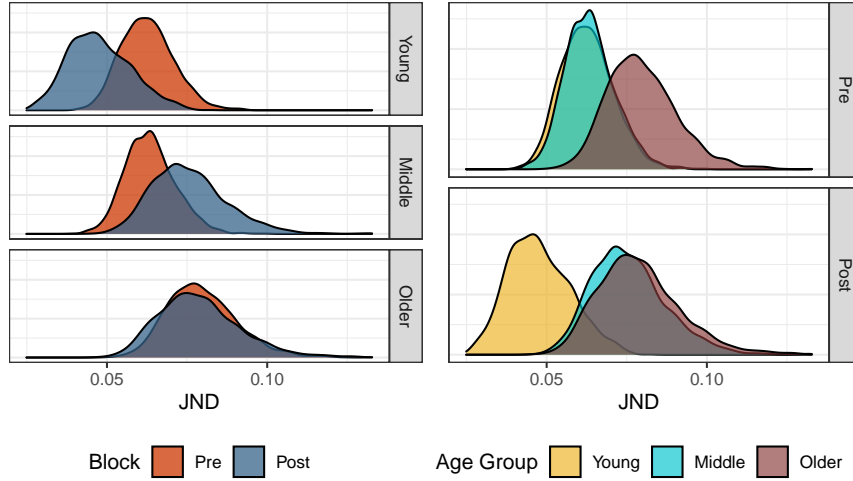 Young
Middle
Older
0.05 0.10
JND
Block Pre Post
Pre
Post
0.05 0.10
JND
Age Group Young Middle Older